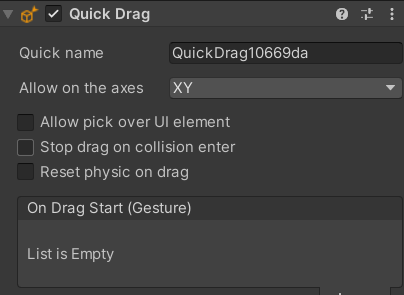 Quick Drag
Quick name QuickDrag10669da
Allow on the axes XY
Allow pick over UI element
Stop drag on collision enter
Reset physic on drag
On Drag Start (Gesture)
List is Empty